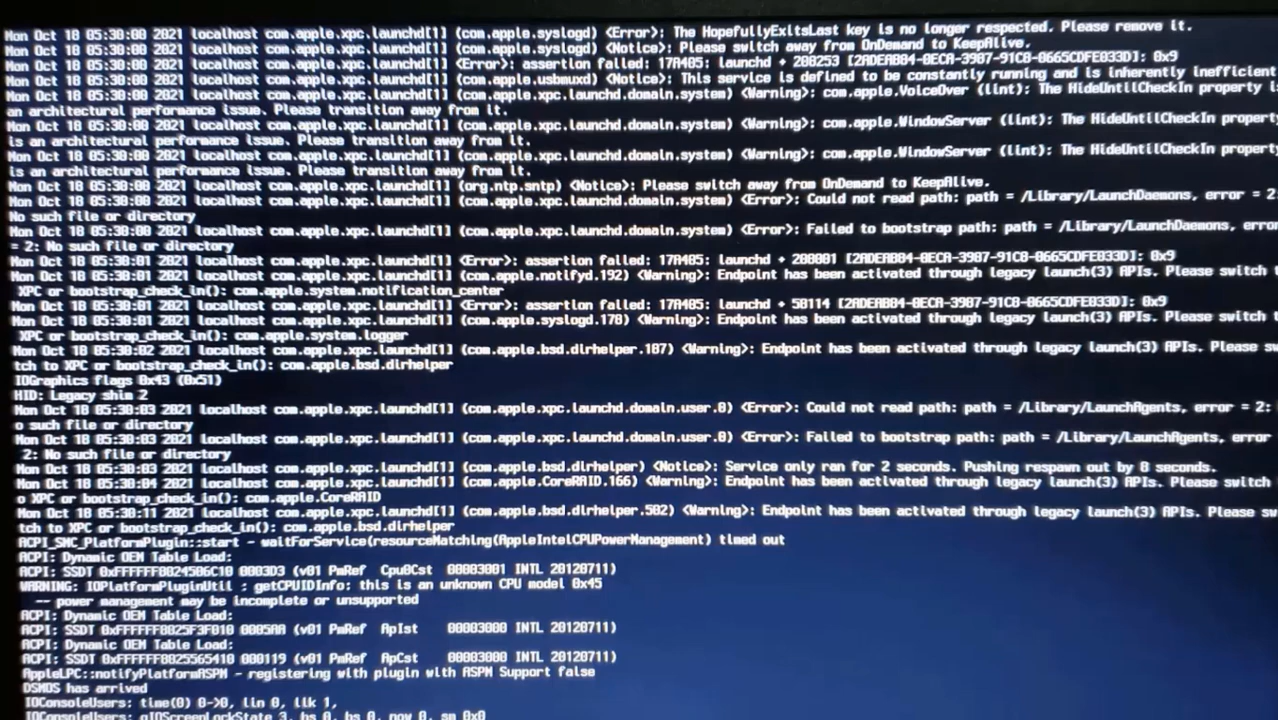 Mon Oct 18 05:30:00 2021 localhost com.apple.xpc.launchd[1] (com.apple.syslogd) <Error>: The HopefullyExitsLast key is no longer respected. Please remove it.
Mon Oct 18 05:30:00 2021 localhost com.apple.xpc.launchd[1] (com.apple.syslogd) <Notice>: Please switch away from OnDemand to KeepAlive.
Mon Oct 18 05:30:00 2021 localhost com.apple.xpc.launchd[1] <Error>: assertion failed: 17A405: launchd + 208253 [2ADEAB04-0ECA-3907-91C8-0665CDFE033D]: 0x9
Mon Oct 18 05:30:00 2021 localhost com.apple.xpc.launchd[1] (com.apple.usbmuxd) <Notice>: This service is defined to be constantly running and is inherently inefficient
Mon Oct 18 05:30:00 2021 localhost com.apple.xpc.launchd[1] (com.apple.xpc.launchd.domain.system) <Warning>: com.apple.VoiceOver (lint): The HideUntilCheckIn property i
an architectural performance issue. Please transition away from it.
Mon Oct 18 05:30:00 2021 localhost com.apple.xpc.launchd[1] (com.apple.xpc.launchd.domain.system) <Warning>: com.apple.WindowServer (lint): The HideUntilCheckIn property
is an architectural performance issue. Please transition away from it.
Mon Oct 18 05:30:00 2021 localhost com.apple.xpc.launchd[1] (com.apple.xpc.launchd.domain.system) <Warning>: com.apple.WindowServer (lint): The HideUntilCheckIn property
is an architectural performance issue. Please transition away from it.
Mon Oct 18 05:30:00 2021 localhost com.apple.xpc.launchd[1] (org.ntp.sntp) <Notice>: Please switch away from OnDemand to KeepAlive.
Mon Oct 18 05:30:00 2021 localhost com.apple.xpc.launchd[1] (com.apple.xpc.launchd.domain.system) <Error>: Could not read path: path = /Library/LaunchDaemons, error = 2:
No such file or directory
Mon Oct 18 05:30:00 2021 localhost com.apple.xpc.launchd[1] (com.apple.xpc.launchd.domain.system) <Error>: Failed to bootstrap path: path = /Library/LaunchDaemons, error
= 2: No such file or directory
Mon Oct 18 05:30:01 2021 localhost com.apple.xpc.launchd[1] <Error>: assertion failed: 17A405: launchd + 208001 [2ADEAB04-0ECA-3907-91C8-0665CDFE033D]: 0x9
Mon Oct 18 05:30:01 2021 localhost com.apple.xpc.launchd[1] (com.apple.notifyd.192) <Warning>: Endpoint has been activated through legacy launch(3) APIs. Please switch t
XPC or bootstrap_check_in(): com.apple.system.notification_center
Mon Oct 18 05:30:01 2021 localhost com.apple.xpc.launchd[1] <Error>: assertion failed: 17A405: launchd + 50114 [2ADEAB04-0ECA-3907-91C8-0665CDFE033D]: 0x9
Mon Oct 18 05:30:01 2021 localhost com.apple.xpc.launchd[1] (com.apple.syslogd.170) <Warning>: Endpoint has been activated through legacy launch(3) APIs. Please switch t
XPC or bootstrap_check_in(): com.apple.system.logger
Mon Oct 18 05:30:02 2021 localhost com.apple.xpc.launchd[1] (com.apple.bsd.dirhelper.187) <Warning>: Endpoint has been activated through legacy launch(3) APIs. Please sw
tch to XPC or bootstrap_check_in(): com.apple.bsd.dirhelper
IOGraphics flags 0x43 (0x51)
HID: Legacy shim 2
Mon Oct 18 05:30:03 2021 localhost com.apple.xpc.launchd[1] (com.apple.xpc.launchd.domain.user.0) <Error>: Could not read path: path = /Library/LaunchAgents, error = 2:
o such file or directory
Mon Oct 18 05:30:03 2021 localhost com.apple.xpc.launchd[1] (com.apple.xpc.launchd.domain.user.0) <Error>: Failed to bootstrap path: path = /Library/LaunchAgents, error
2: No such file or directory
Mon Oct 18 05:30:03 2021 localhost com.apple.xpc.launchd[1] (com.apple.bsd.dirhelper) <Notice>: Service only ran for 2 seconds. Pushing respawn out by 8 seconds.
Mon Oct 18 05:30:04 2021 localhost com.apple.xpc.launchd[1] (com.apple.CoreRAID.166) <Warning>: Endpoint has been activated through legacy launch(3) APIs. Please switch
o XPC or bootstrap_check_in(): com.apple.CoreRAID
Mon Oct 18 05:30:11 2021 localhost com.apple.xpc.launchd[1] (com.apple.bsd.dirhelper.502) <Warning>: Endpoint has been activated through legacy launch(3) APIs. Please sw
tch to XPC or bootstrap_check_in(): com.apple.bsd.dirhelper
ACPI_SMC_PlatformPlugin::start - waitForService(resourceMatching(AppleIntelCPUPowerManagement) timed out
ACPI: Dynamic OEM Table Load:
ACPI: SSDT 0xFFFFFF8024506C10 0003D3 (v01 PmRef  Cpu0Cst  00003001 INTL 20120711)
WARNING: IOPlatformPluginUtil : getCPUIDInfo: this is an unknown CPU model 0x45
-- power management may be incomplete or unsupported
ACPI: Dynamic OEM Table Load:
ACPI: SSDT 0xFFFFFF8025F3F010 0005AA (v01 PmRef  ApIst    00003000 INTL 20120711)
ACPI: Dynamic OEM Table Load:
ACPI: SSDT 0xFFFFFF8025565410 000119 (v01 PmRef  ApCst    00003000 INTL 20120711)
AppleLPC::notifyPlatformASPM - registering with plugin with ASPM Support false
DSMOS has arrived
IOConsoleUsers: time(0) 0->0, lin 0, llk 1,
IOConsoleUsers: gIOScreenLockState 3, hs 0, bs 0, now 0, sm 0x0